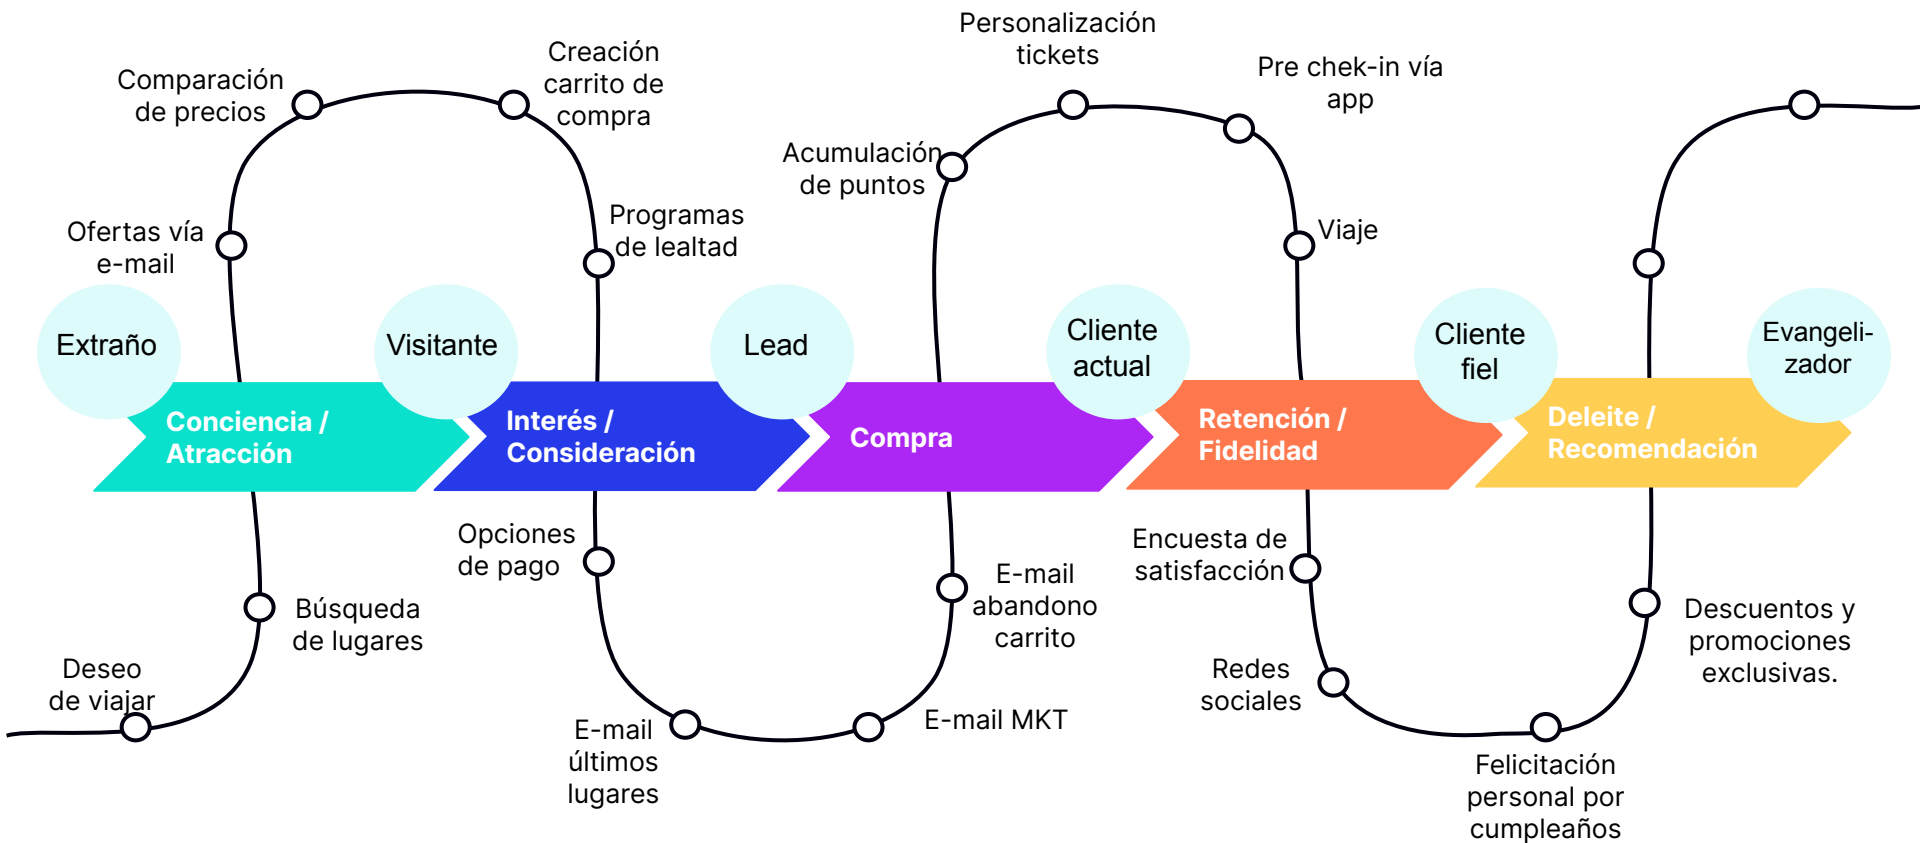 Personalización
tickets
Creación
carrito de
compra
Comparación
de precios
Pre chek-in vía
app
Acumulación
de puntos
Programas
de lealtad
Ofertas vía
e-mail
Viaje
Extraño
Visitante
Lead
Cliente
actual
Cliente
fiel
Evangeli-
zador
Conciencia /
Atracción
Interés /
Consideración
Compra
Retención /
Fidelidad
Deleite /
Recomendación
Opciones
de pago
Encuesta de
satisfacción
E-mail
abandono
carrito
Búsqueda
de lugares
Descuentos y
promociones
exclusivas.
Deseo
de viajar
Redes
sociales
E-mail
últimos
lugares
E-mail MKT
Felicitación
personal por
cumpleaños